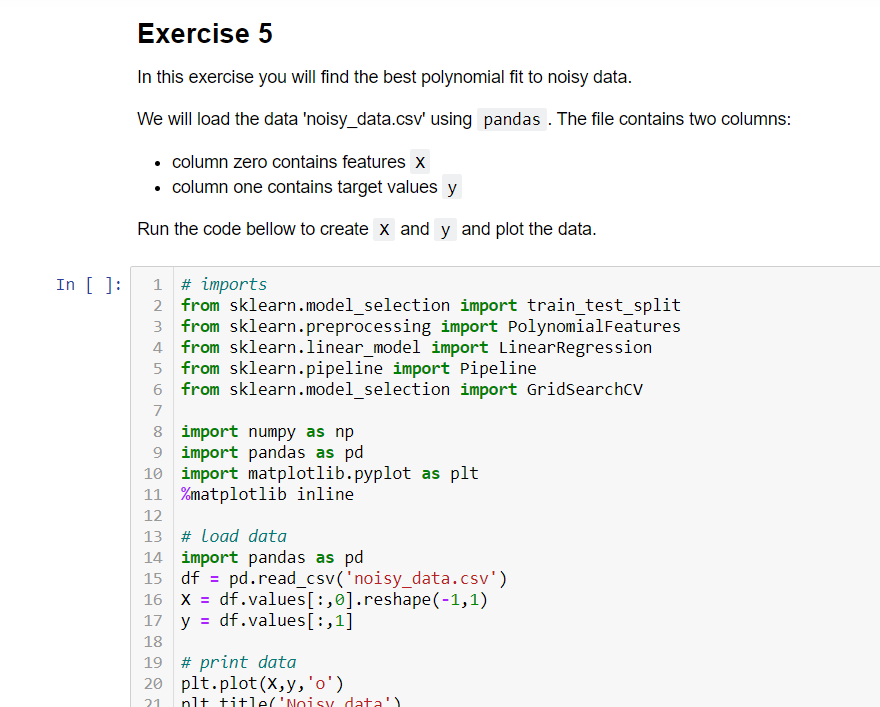 Exercise 5
In this exercise you will find the best polynomial fit to noisy data.
We will load the data 'noisy_data.csv' using pandas . The file contains two columns:
• column zero contains features X
• column one contains target values y
Run the code bellow to create X and y and plot the data.
In [ ]:
1 # imports
2 from sklearn.model_selection import train_test_split
3 from sklearn.preprocessing import PolynomialFeatures
4 from sklearn.linear_model import LinearRegression
5 from sklearn.pipeline import Pipeline
6 from sklearn.model_selection import GridSearchCV
7
8 import numpy as np
9 import pandas as pd
10 import matplotlib.pyplot as plt
11 %matplotlib inline
12
13 # load data
14 import pandas as pd
15 df = pd.read_csv('noisy_data.csv')
16 X = df.values[:,0].reshape(-1,1)
17 y = df.values[:,1]
18
19 # print data
20 plt.plot(X,y,'o')
21 plt.title('Noisy data')